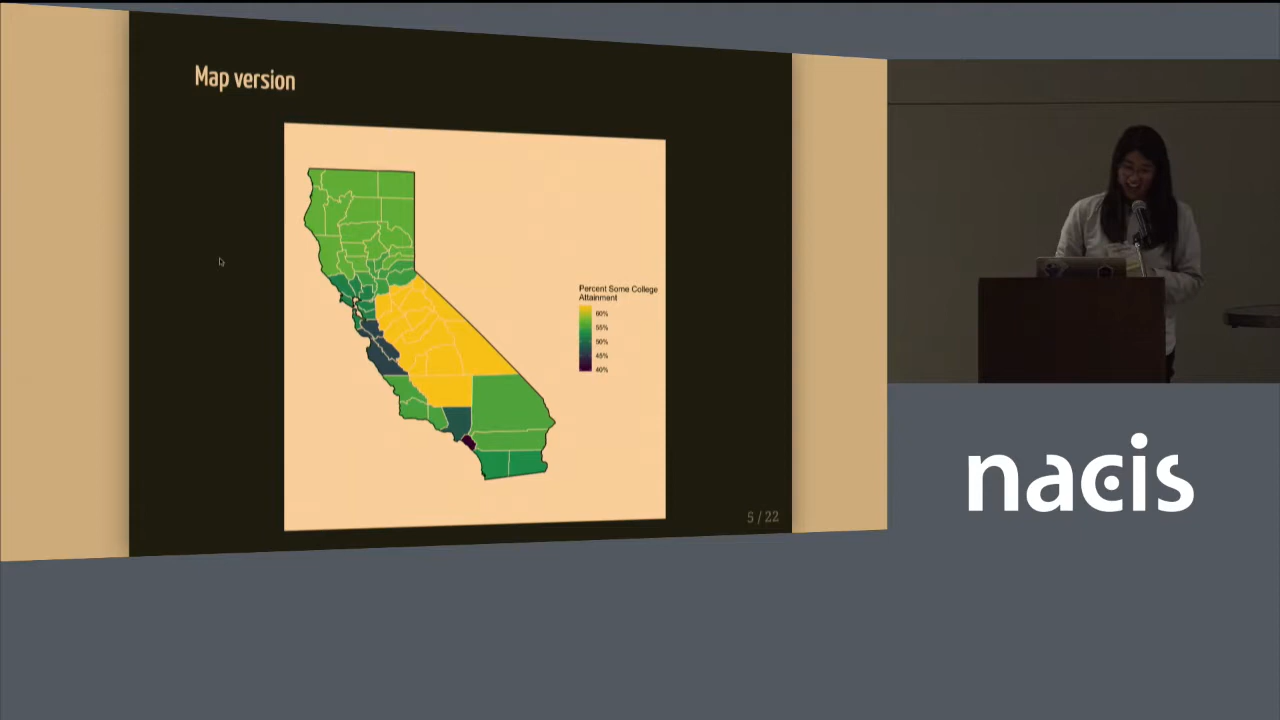 Map version
Percent Some College
Attainment
60%
55%
50%
45%
40%
5 / 22
nacis